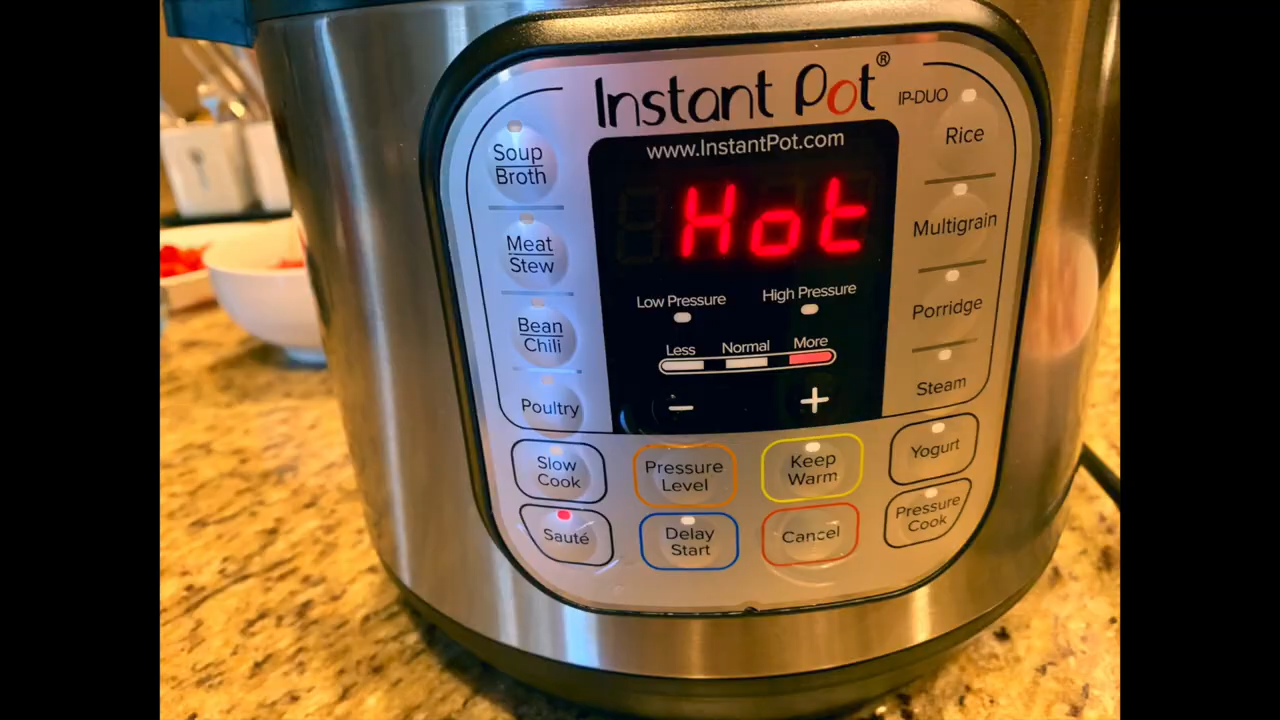 Instant Pot®
IP-DUO
www.InstantPot.com
Hot
Low Pressure
High Pressure
Less
Normal
More
−
+
Soup
Broth
Meat
Stew
Bean
Chili
Poultry
Rice
Multigrain
Porridge
Steam
Slow
Cook
Pressure
Level
Keep
Warm
Yogurt
Sauté
Delay
Start
Cancel
Pressure
Cook